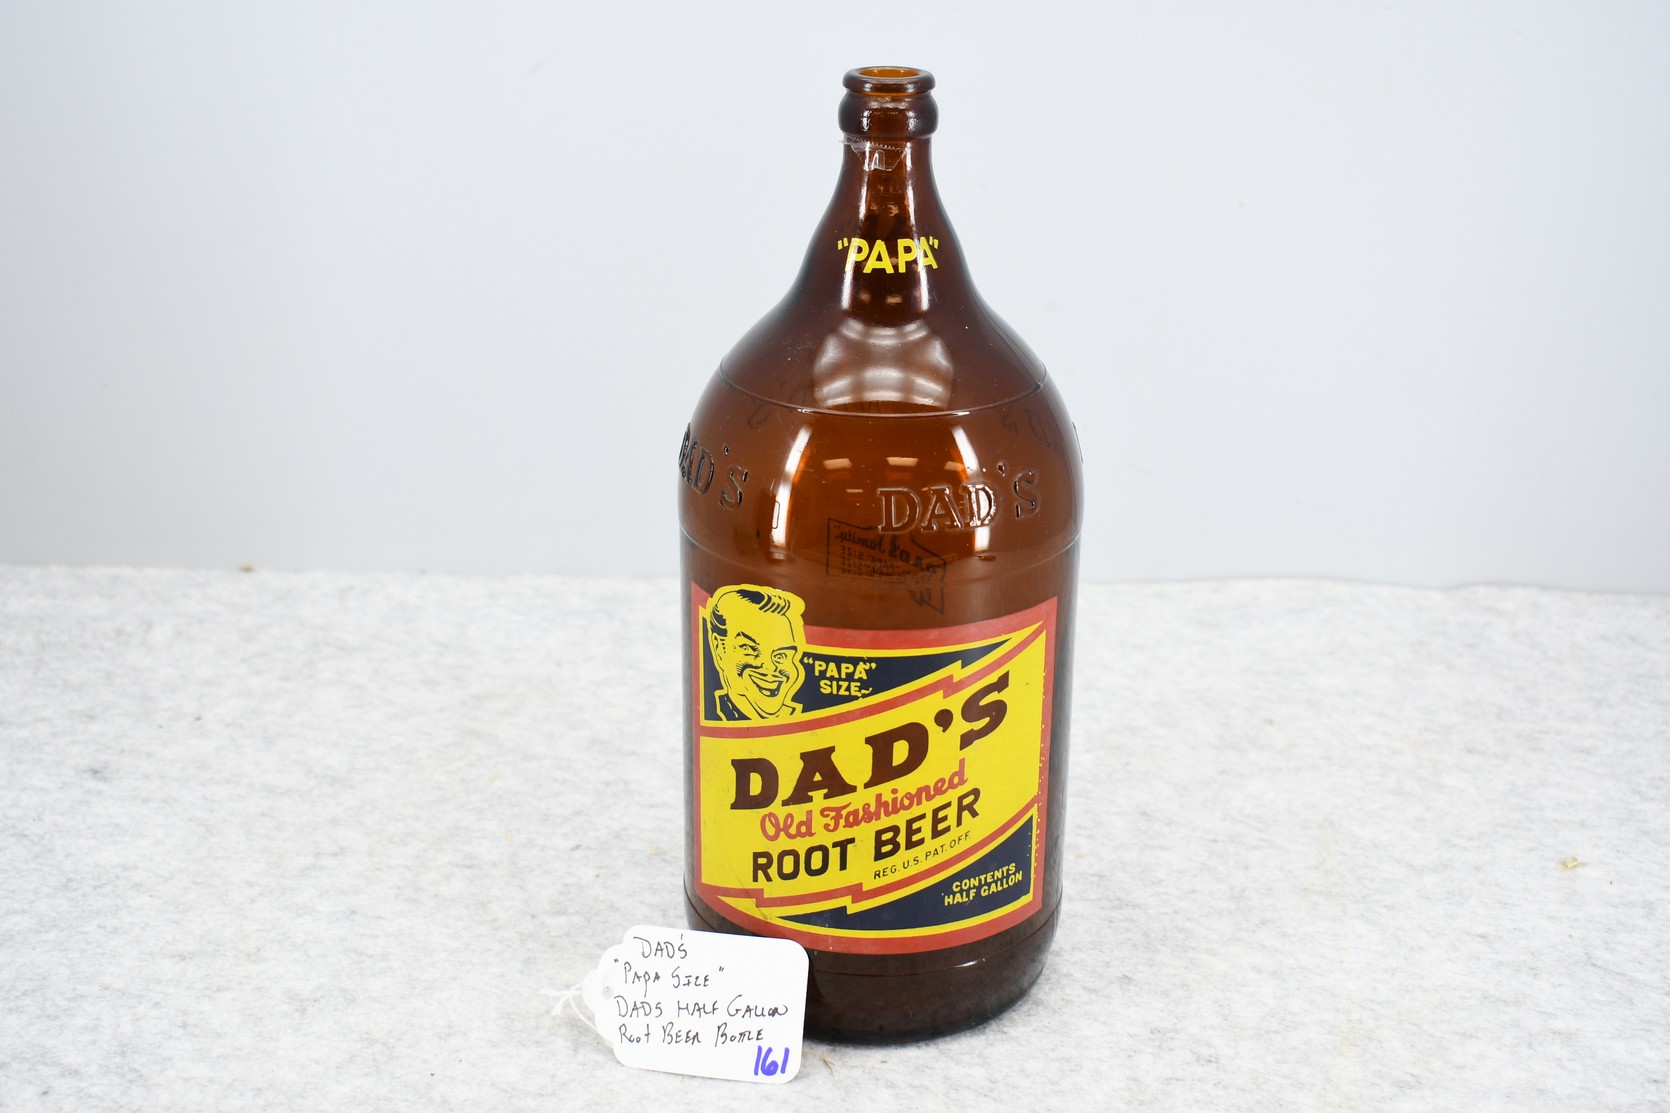 "PAPA"
DAD'S
DAD'S
"PAPA"
SIZE
DAD'S
Old Fashioned
ROOT BEER
REG. U.S. PAT. OFF.
CONTENTS
HALF GALLON
DAD'S
"PAPA SIZE"
DADS HALF GALLON
ROOT BEER BOTTLE
161